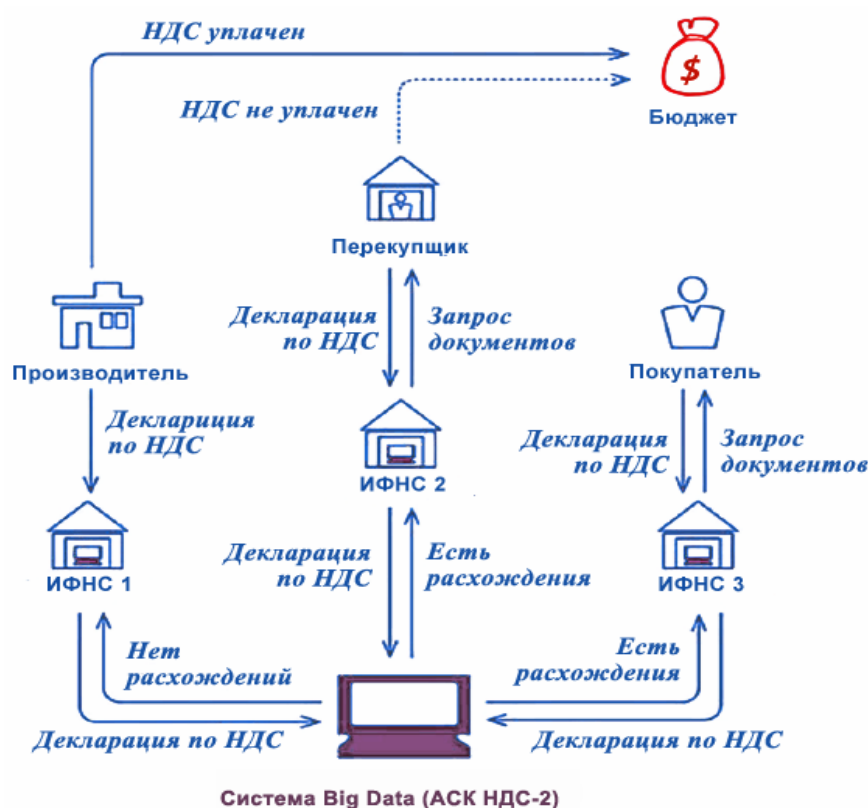 НДС уплачен
$
НДС не уплачен
Бюджет
Перекупщик
Декларация
по НДС
Запрос
документов
Производитель
Покупатель
Деклариция
по НДС
ИФНС 2
Декларация
по НДС
Запрос
документов
ИФНС 1
Декларация
по НДС
Есть
расхождения
ИФНС 3
Нет
расхождений
Есть
расхождения
Декларация по НДС
Декларация по НДС
Система Big Data (АСК НДС-2)